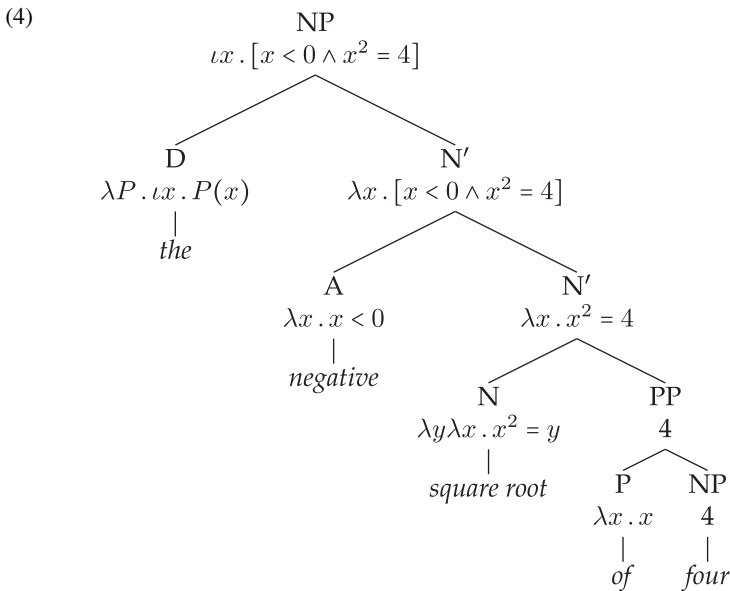 (4)
NP
ιx . [x < 0 ∧ x² = 4]
D N′
λP . ιx . P(x) λx . [x < 0 ∧ x² = 4]
the
A N′
λx . x < 0 λx . x² = 4
negative
N PP
λyλx . x² = y 4
square root
P NP
λx . x 4
of four